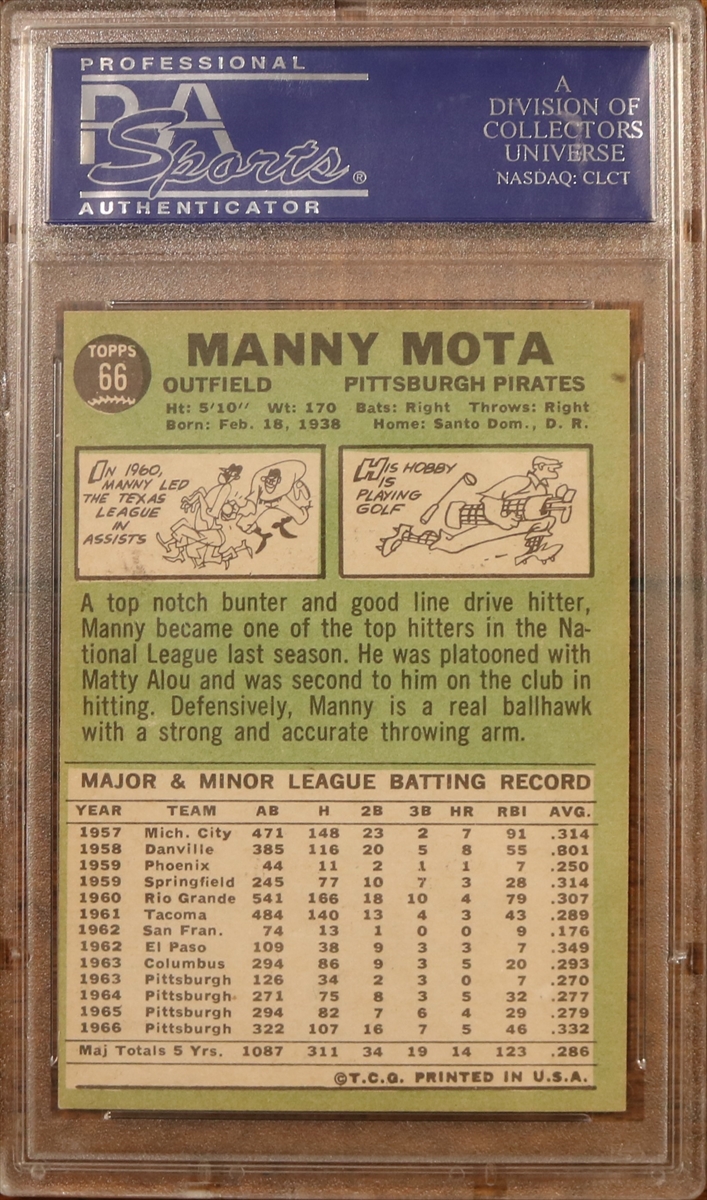 PROFESSIONAL
PSA
Sports®
AUTHENTICATOR
A
DIVISION OF
COLLECTORS
UNIVERSE
NASDAQ: CLCT
TOPPS
66
MANNY MOTA
OUTFIELD PITTSBURGH PIRATES
Ht: 5'10" Wt: 170 Bats: Right Throws: Right
Born: Feb. 18, 1938 Home: Santo Dom., D. R.
IN 1960,
MANNY LED
THE TEXAS
LEAGUE
IN
ASSISTS
HIS HOBBY
IS
PLAYING
GOLF
A top notch bunter and good line drive hitter,
Manny became one of the top hitters in the Na-
tional League last season. He was platooned with
Matty Alou and was second to him on the club in
hitting. Defensively, Manny is a real ballhawk
with a strong and accurate throwing arm.
MAJOR & MINOR LEAGUE BATTING RECORD
YEAR TEAM AB H 2B 3B HR RBI AVG.
1957 Mich. City 471 148 23 2 7 91 .314
1958 Danville 385 116 20 5 8 55 .801
1959 Phoenix 44 11 2 1 1 7 .250
1959 Springfield 245 77 10 7 3 28 .314
1960 Rio Grande 541 166 18 10 4 79 .307
1961 Tacoma 484 140 13 4 3 43 .289
1962 San Fran. 74 13 1 0 0 9 .176
1962 El Paso 109 38 9 3 3 7 .349
1963 Columbus 294 86 9 3 5 20 .293
1963 Pittsburgh 126 34 2 3 0 7 .270
1964 Pittsburgh 271 75 8 3 5 32 .277
1965 Pittsburgh 294 82 7 6 4 29 .279
1966 Pittsburgh 322 107 16 7 5 46 .332
Maj Totals 5 Yrs. 1087 311 34 19 14 123 .286
©T.C.G. PRINTED IN U.S.A.